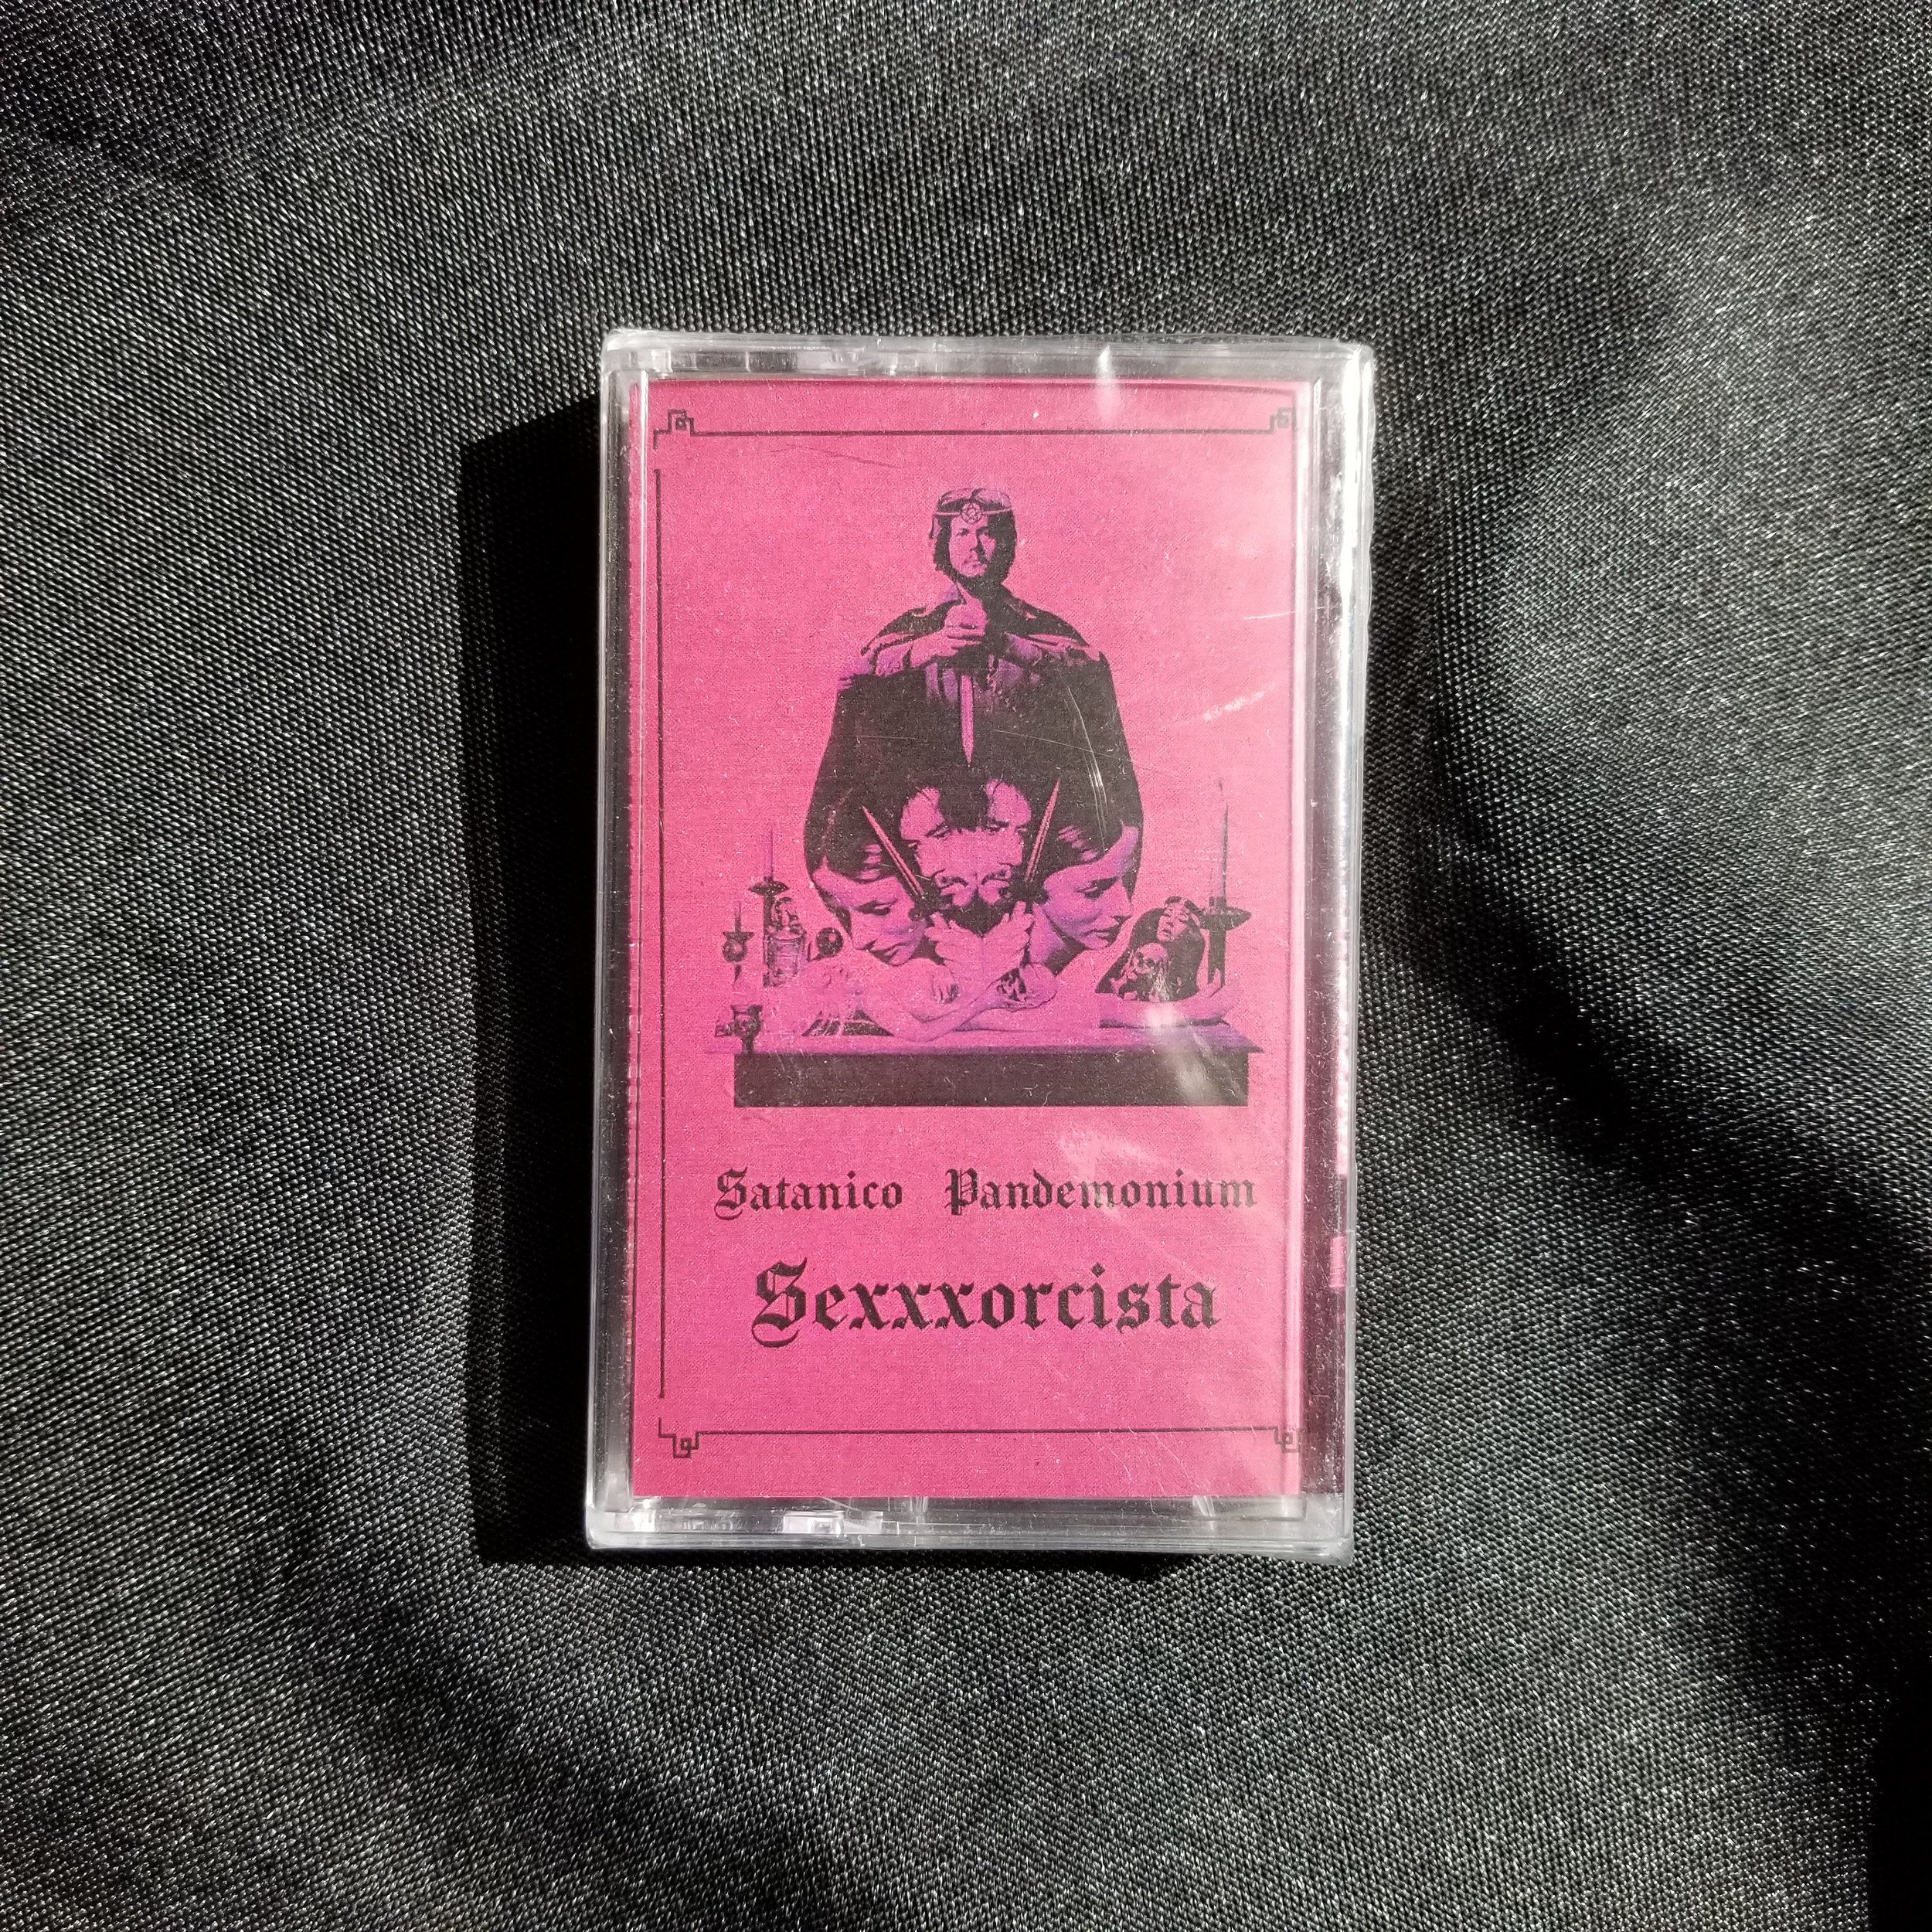 Satanico Pandemonium
Sexxxorcista